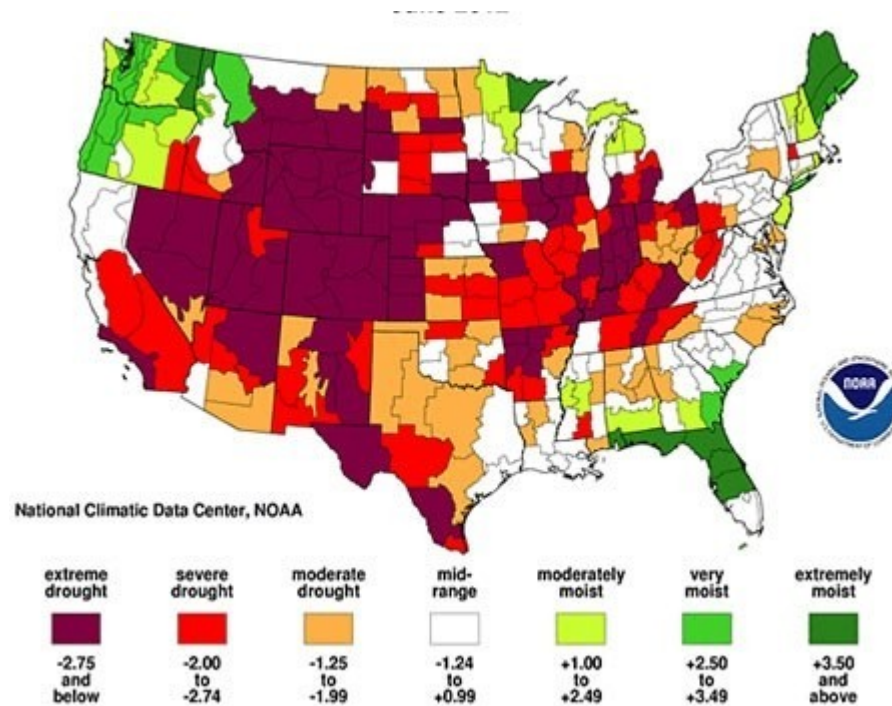 National Climatic Data Center, NOAA
extreme drought
severe drought
moderate drought
mid-range
moderately moist
very moist
extremely moist
-2.75 and below
-2.00 to -2.74
-1.25 to -1.99
-1.24 to +0.99
+1.00 to +2.49
+2.50 to +3.49
+3.50 and above
NOAA